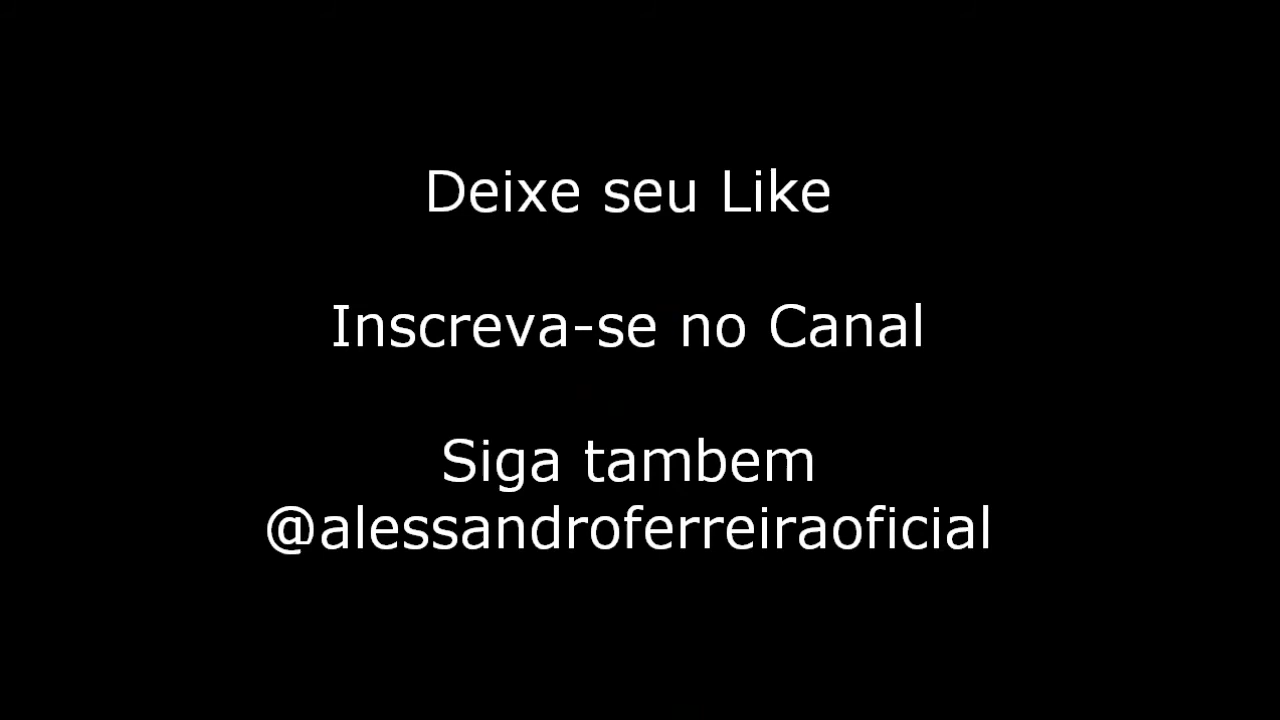 Deixe seu Like
Inscreva-se no Canal
Siga tambem
@alessandroferreiraoficial